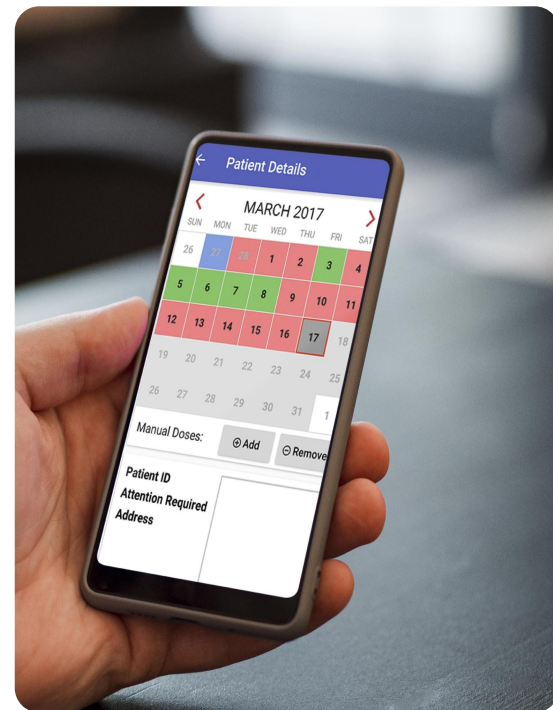 ← Patient Details
MARCH 2017
SUN MON TUE WED THU FRI SAT
26 27 28 1 2 3 4
5 6 7 8 9 10 11
12 13 14 15 16 17 18
19 20 21 22 23 24 25
26 27 28 29 30 31 1
Manual Doses: ⊕ Add ⊖ Remove
Patient ID
Attention Required
Address